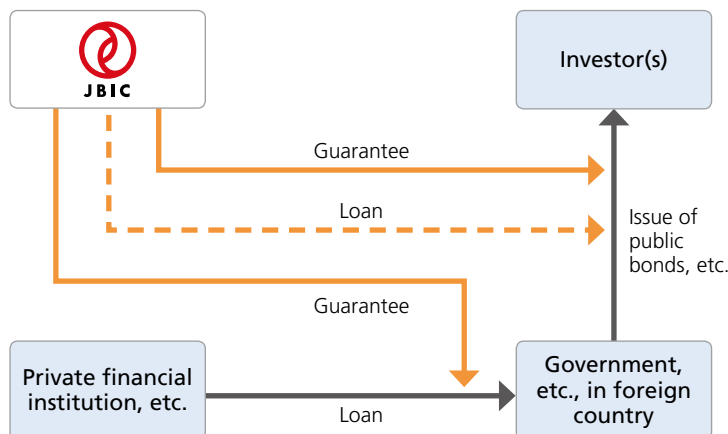 JBIC
Investor(s)
Guarantee
Loan
Issue of
public
bonds, etc.
Guarantee
Private financial
institution, etc.
Loan
Government,
etc., in foreign
country